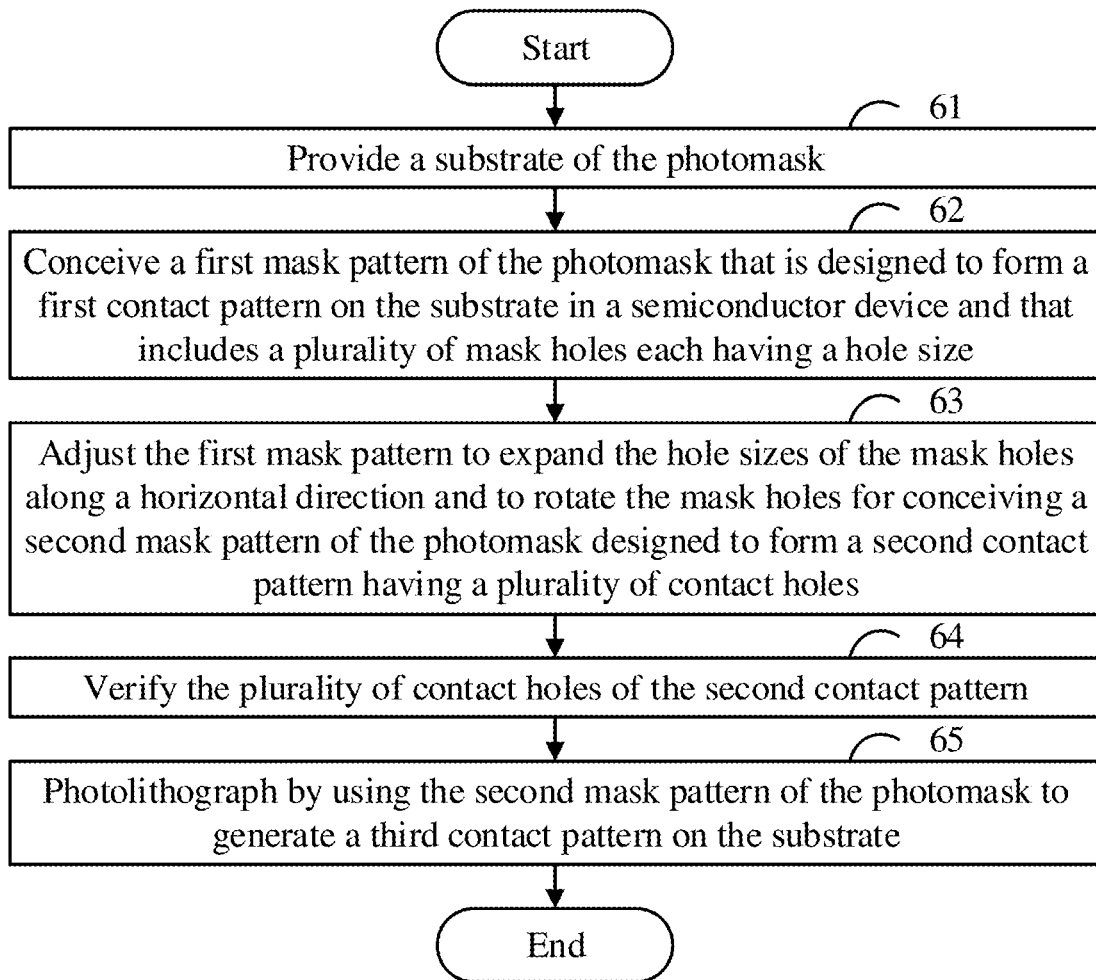 Start
61
Provide a substrate of the photomask
62
Conceive a first mask pattern of the photomask that is designed to form a
first contact pattern on the substrate in a semiconductor device and that
includes a plurality of mask holes each having a hole size
63
Adjust the first mask pattern to expand the hole sizes of the mask holes
along a horizontal direction and to rotate the mask holes for conceiving a
second mask pattern of the photomask designed to form a second contact
pattern having a plurality of contact holes
64
Verify the plurality of contact holes of the second contact pattern
65
Photolithograph by using the second mask pattern of the photomask to
generate a third contact pattern on the substrate
End